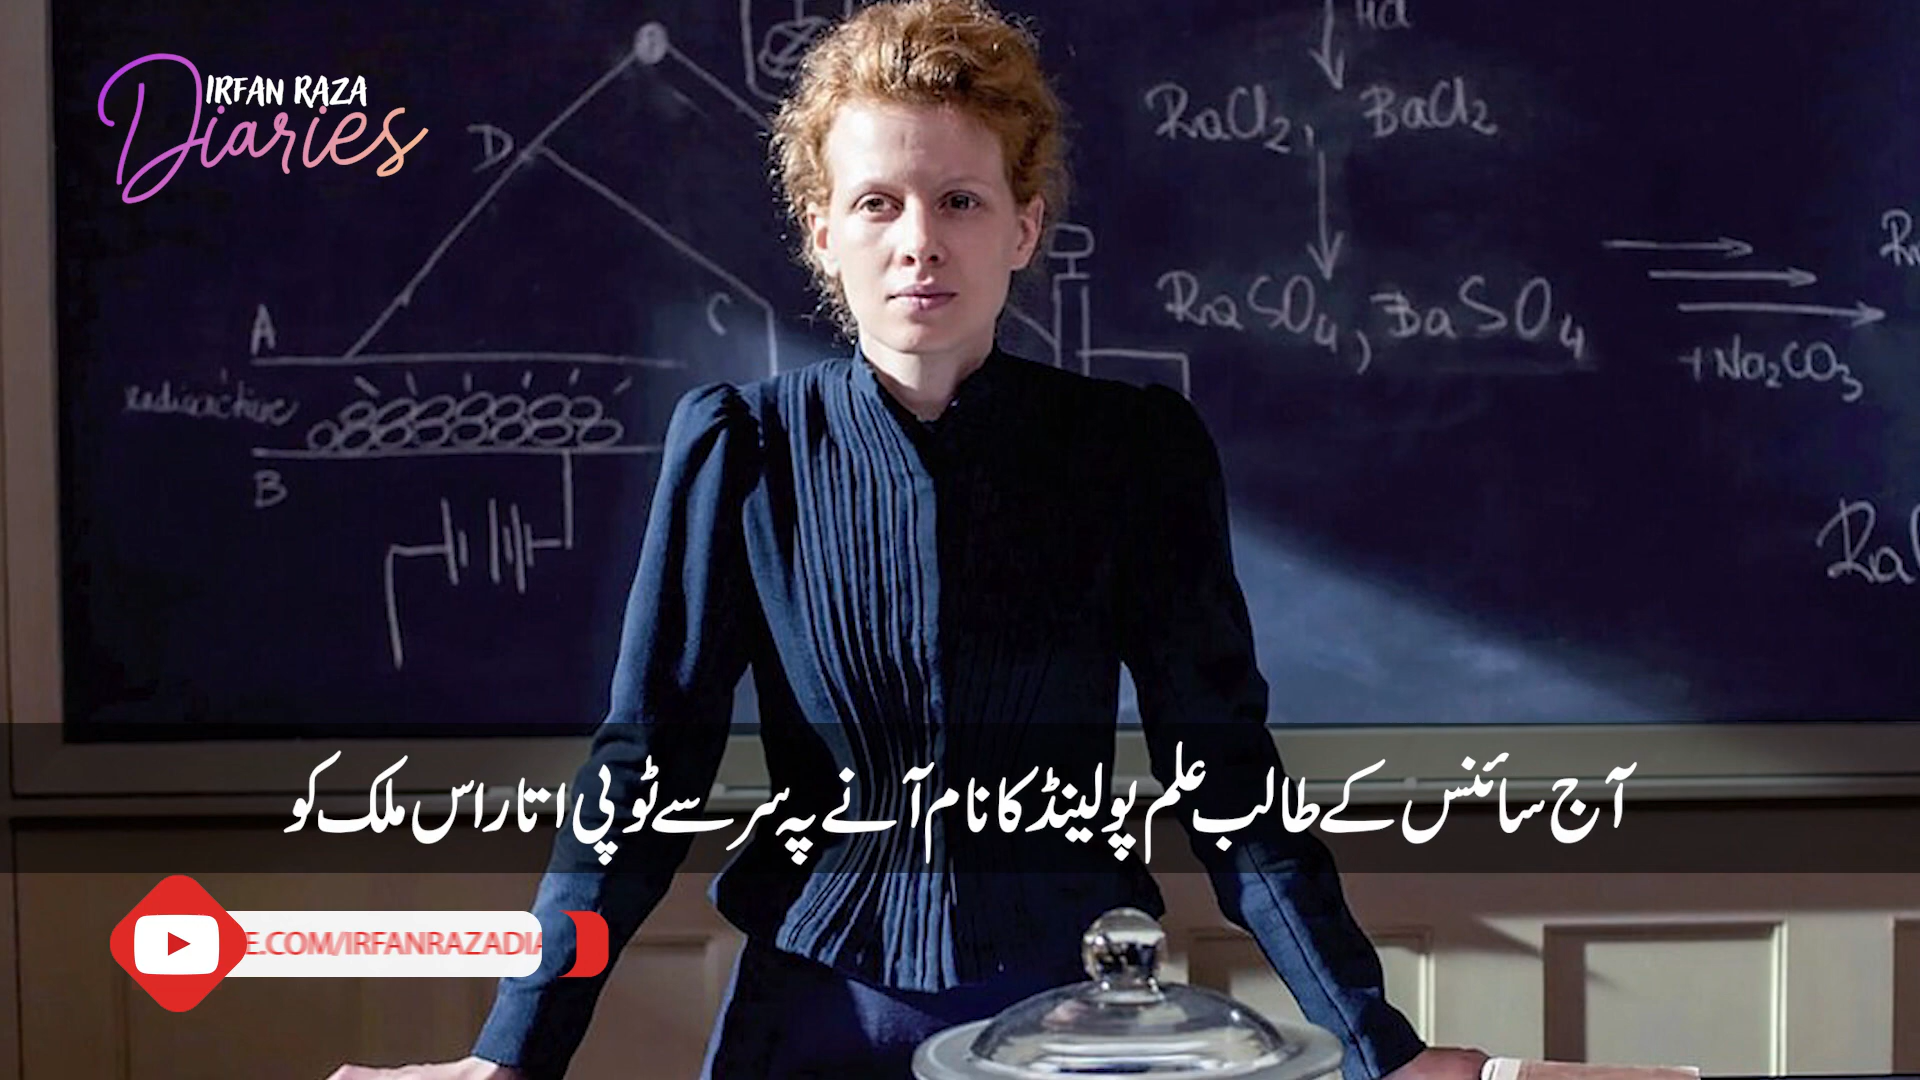 IRFAN RAZA
Diaries
D
A
C
radioactive
B
RaCl₂, BaCl₂
RaSO₄, BaSO₄
+Na₂CO₃
آج سائنس کے طالب علم پولینڈ کا نام آنے پہ سر سے ٹوپی اتار اس ملک کو
E.COM/IRFANRAZADIA